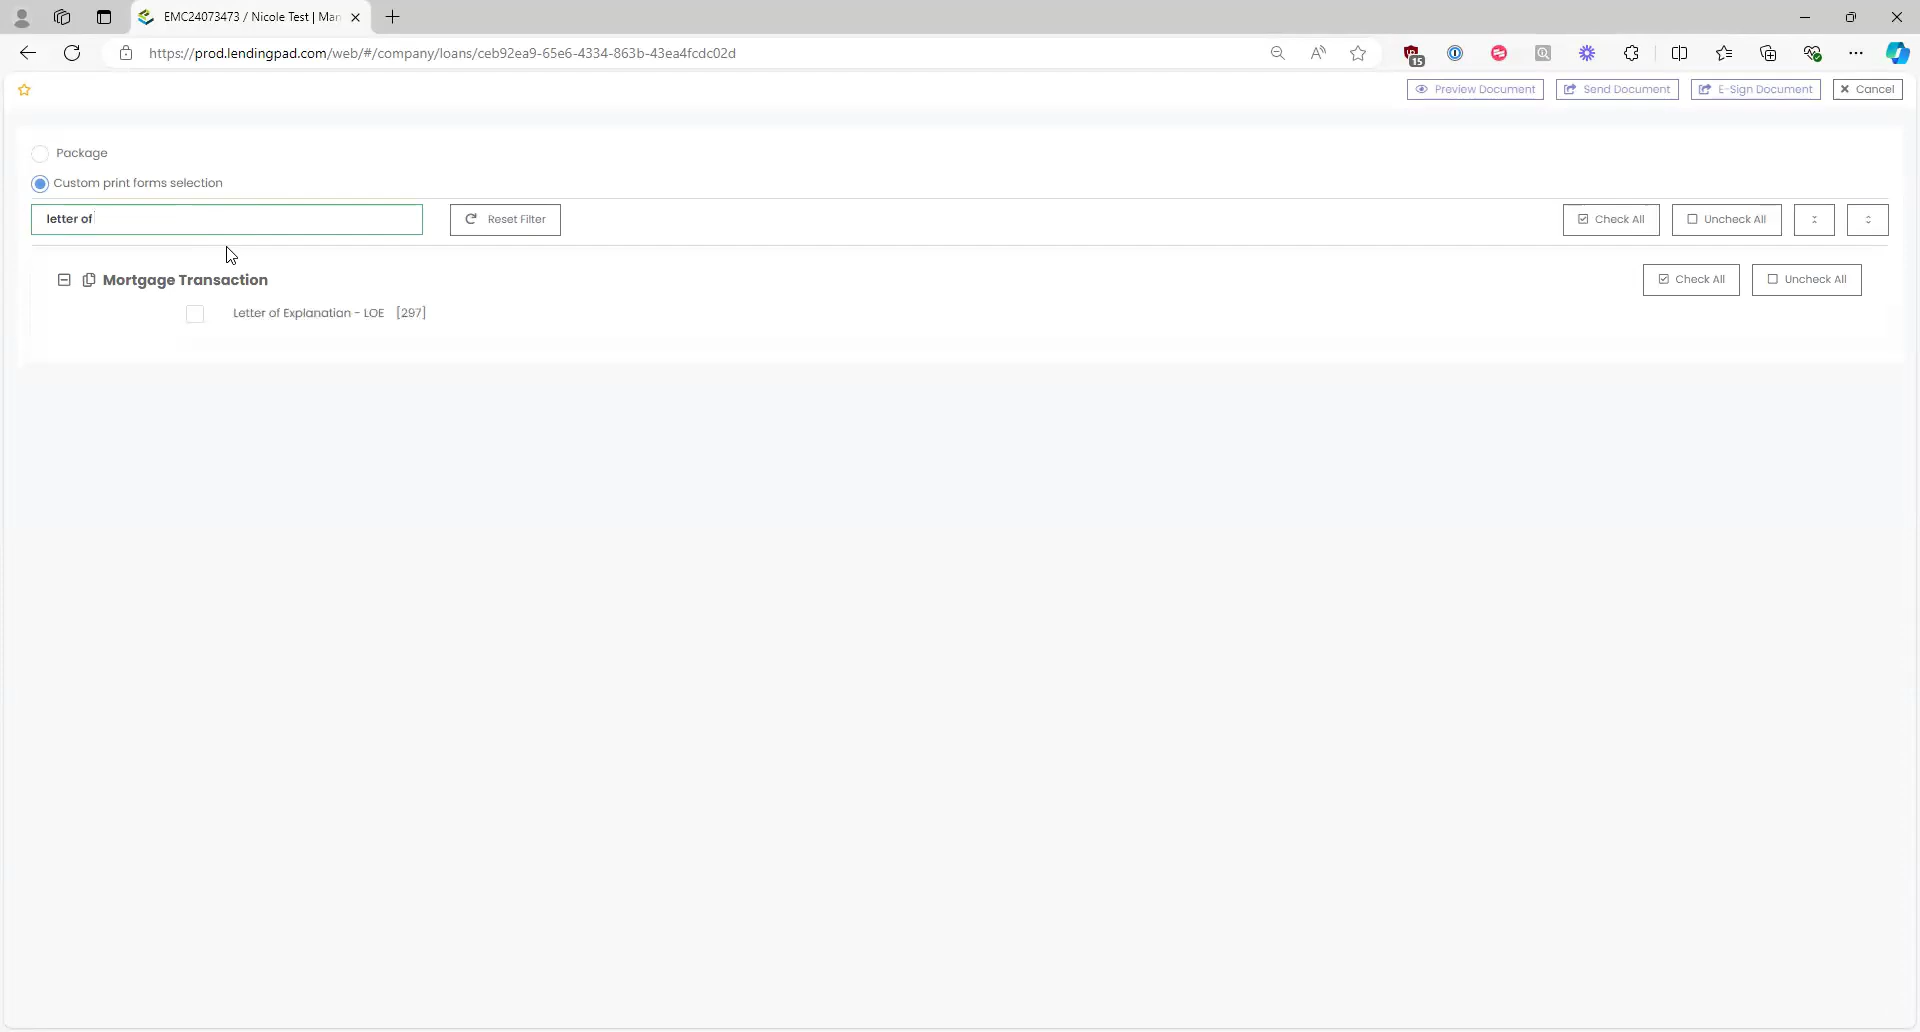 EMC24073473 / Nicole Test | Man
https://prod.lendingpad.com/web/#/company/loans/ceb92ea9-65e6-4334-863b-43ea4fcdc02d
15
Preview Document
Send Document
E-Sign Document
Cancel
Package
Custom print forms selection
letter of
Reset Filter
Check All
Uncheck All
Mortgage Transaction
Check All
Uncheck All
Letter of Explanation - LOE [297]